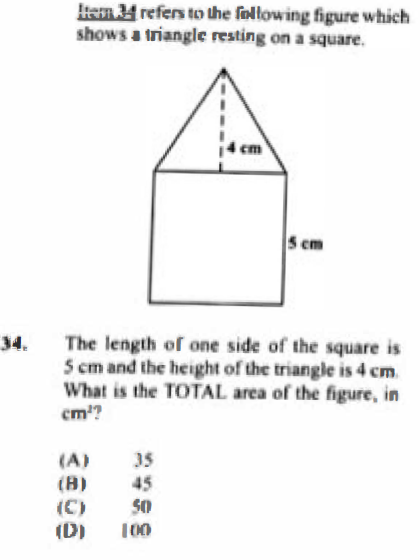 Item 34 refers to the following figure which
shows a triangle resting on a square.
4 cm
5 cm
34. The length of one side of the square is
5 cm and the height of the triangle is 4 cm.
What is the TOTAL area of the figure, in
cm²?
(A) 35
(B) 45
(C) 50
(D) 100